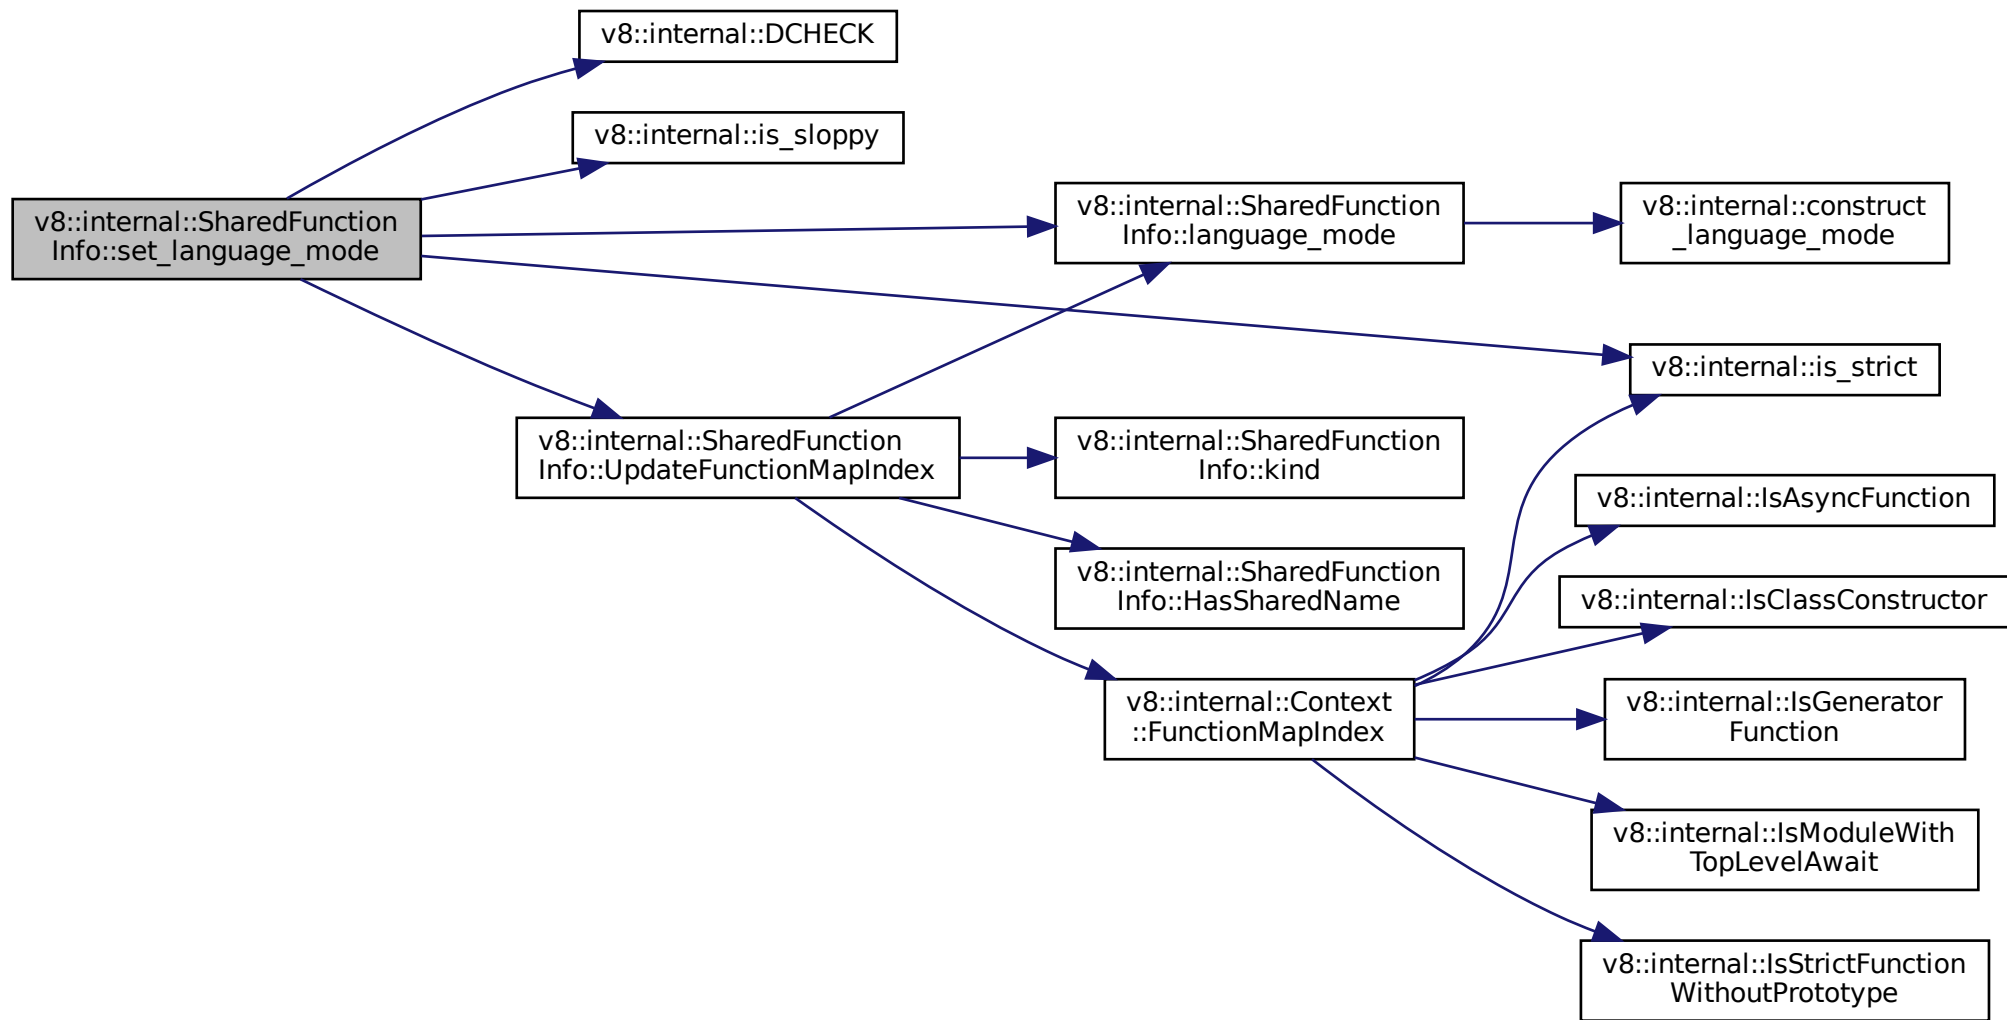 v8::internal::DCHECK
v8::internal::is_sloppy
v8::internal::SharedFunction
Info::set_language_mode
v8::internal::SharedFunction
Info::language_mode
v8::internal::construct
_language_mode
v8::internal::is_strict
v8::internal::SharedFunction
Info::UpdateFunctionMapIndex
v8::internal::SharedFunction
Info::kind
v8::internal::IsAsyncFunction
v8::internal::SharedFunction
Info::HasSharedName
v8::internal::IsClassConstructor
v8::internal::Context
::FunctionMapIndex
v8::internal::IsGenerator
Function
v8::internal::IsModuleWith
TopLevelAwait
v8::internal::IsStrictFunction
WithoutPrototype